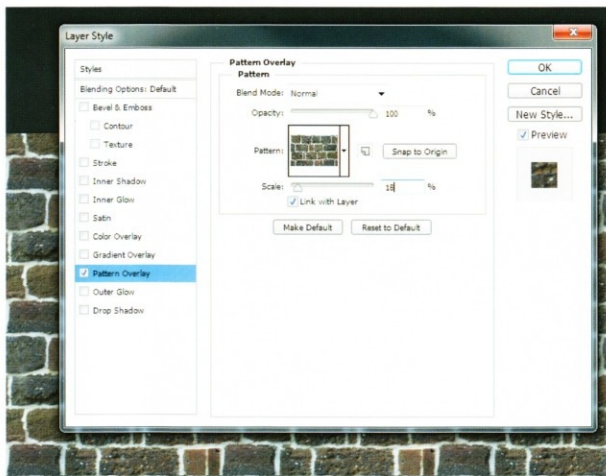 Layer Style
Styles
Blending Options: Default
Bevel & Emboss
Contour
Texture
Stroke
Inner Shadow
Inner Glow
Satin
Color Overlay
Gradient Overlay
Pattern Overlay
Outer Glow
Drop Shadow
Pattern Overlay
Pattern
Blend Mode: Normal
Opacity: 100 %
Pattern: Snap to Origin
Scale: 18 %
Link with Layer
Make Default Reset to Default
OK
Cancel
New Style...
Preview